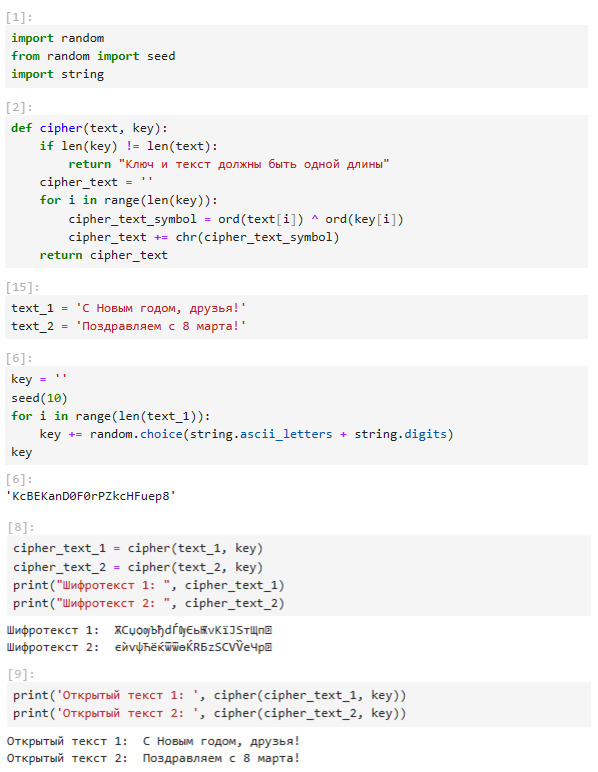 [1]:
import random
from random import seed
import string
[2]:
def cipher(text, key):
    if len(key) != len(text):
        return "Ключ и текст должны быть одной длины"
    cipher_text = ''
    for i in range(len(key)):
        cipher_text_symbol = ord(text[i]) ^ ord(key[i])
        cipher_text += chr(cipher_text_symbol)
    return cipher_text
[15]:
text_1 = 'С Новым годом, друзья!'
text_2 = 'Поздравляем с 8 марта!'
[6]:
key = ''
seed(10)
for i in range(len(text_1)):
    key += random.choice(string.ascii_letters + string.digits)
key
[6]:
'KcBEKanD0F0rPZkcHFuep8'
[8]:
cipher_text_1 = cipher(text_1, key)
cipher_text_2 = cipher(text_2, key)
print("Шифротекст 1: ", cipher_text_1)
print("Шифротекст 2: ", cipher_text_2)
Шифротекст 1:
Шифротекст 2:
[9]:
print('Открытый текст 1: ', cipher(cipher_text_1, key))
print('Открытый текст 2: ', cipher(cipher_text_2, key))
Открытый текст 1:  С Новым годом, друзья!
Открытый текст 2:  Поздравляем с 8 марта!